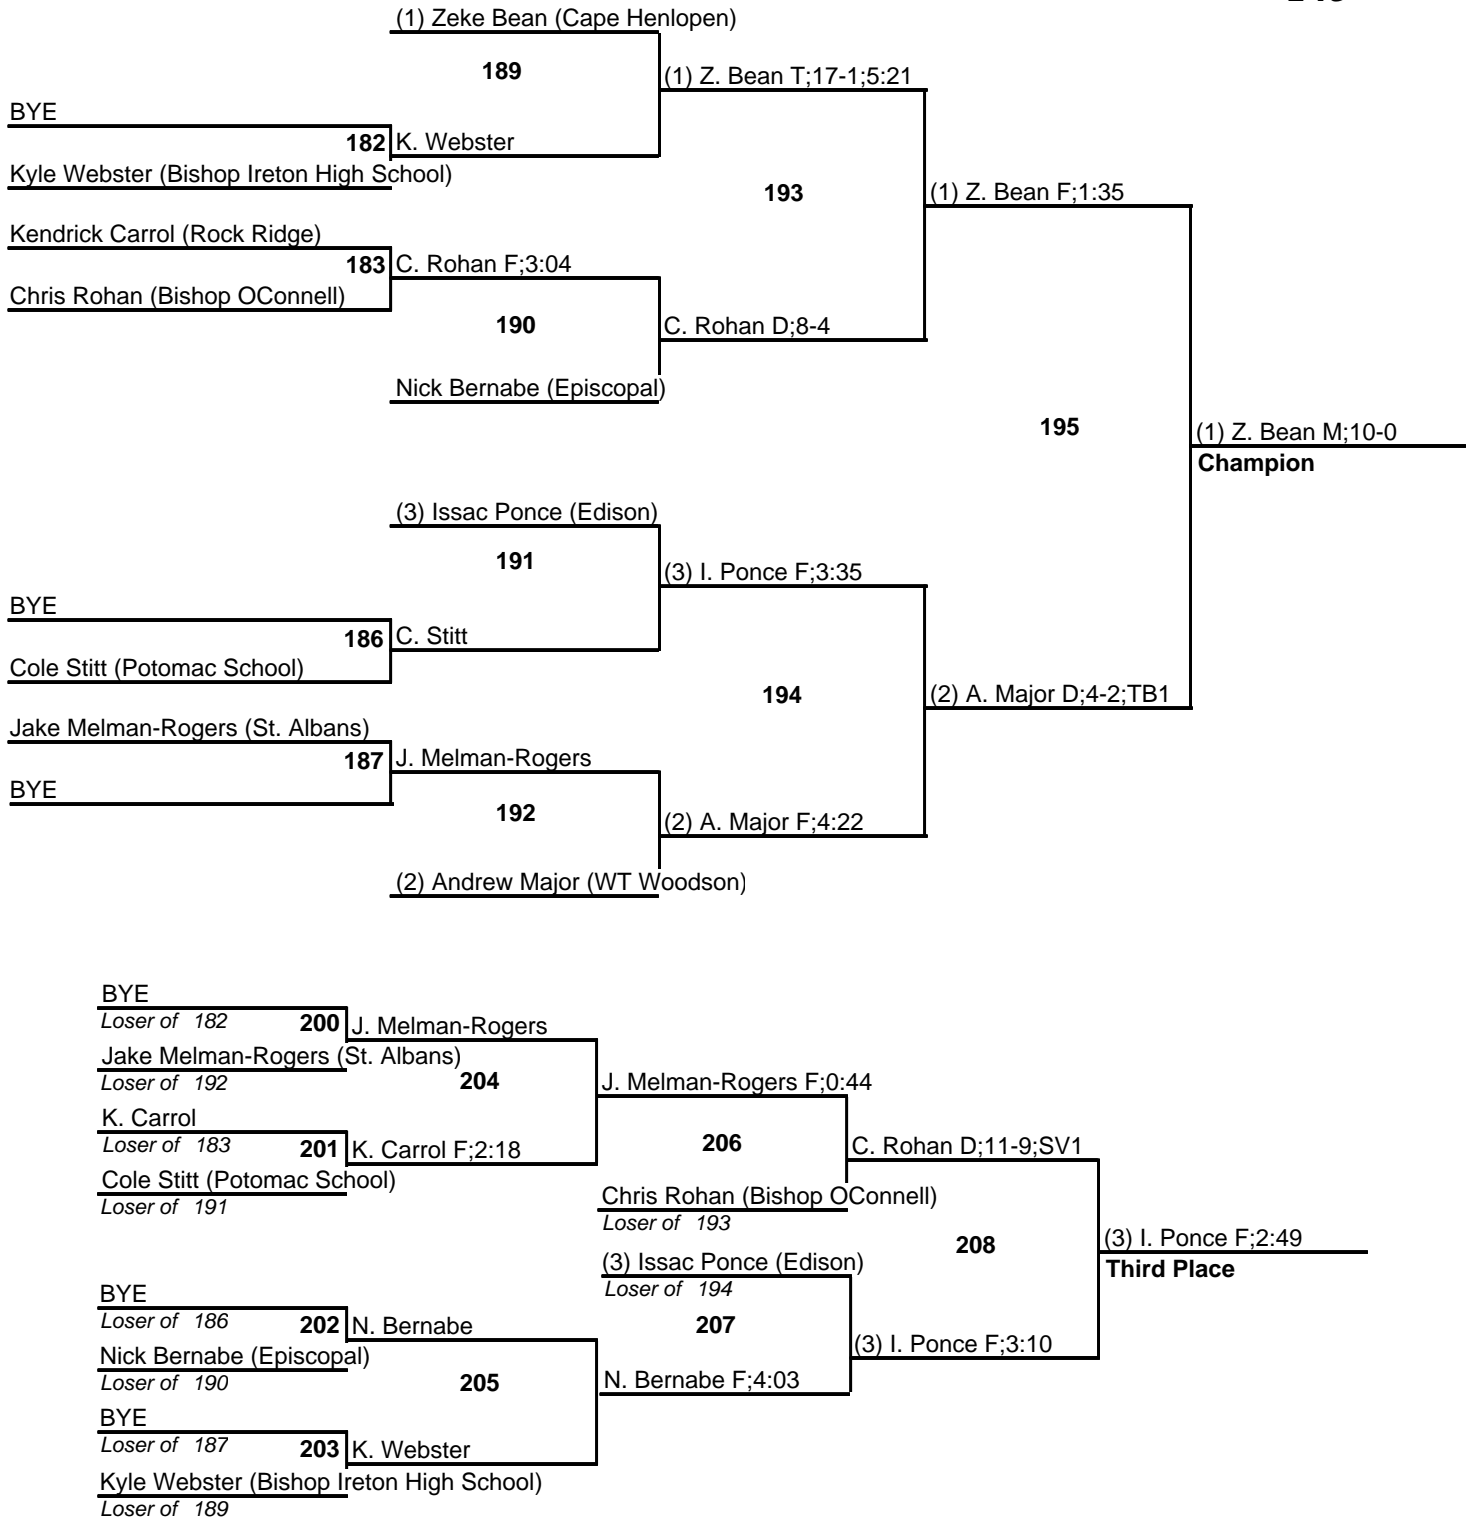 (1) Zeke Bean (Cape Henlopen)
189
(1) Z. Bean T;17-1;5:21
BYE
182 K. Webster
Kyle Webster (Bishop Ireton High School)
193
(1) Z. Bean F;1:35
Kendrick Carrol (Rock Ridge)
183 C. Rohan F;3:04
Chris Rohan (Bishop OConnell)
190
C. Rohan D;8-4
Nick Bernabe (Episcopal)
195
(1) Z. Bean M;10-0
Champion
(3) Issac Ponce (Edison)
191
(3) I. Ponce F;3:35
BYE
186 C. Stitt
Cole Stitt (Potomac School)
194
(2) A. Major D;4-2;TB1
Jake Melman-Rogers (St. Albans)
187 J. Melman-Rogers
BYE
192
(2) A. Major F;4:22
(2) Andrew Major (WT Woodson)
BYE
Loser of 182
200 J. Melman-Rogers
Jake Melman-Rogers (St. Albans)
Loser of 192
204
J. Melman-Rogers F;0:44
K. Carrol
Loser of 183
201 K. Carrol F;2:18
206
C. Rohan D;11-9;SV1
Cole Stitt (Potomac School)
Loser of 191
Chris Rohan (Bishop OConnell)
Loser of 193
208
(3) I. Ponce F;2:49
Third Place
(3) Issac Ponce (Edison)
Loser of 194
BYE
Loser of 186
202 N. Bernabe
207
(3) I. Ponce F;3:10
Nick Bernabe (Episcopal)
Loser of 190
205
N. Bernabe F;4:03
BYE
Loser of 187
203 K. Webster
Kyle Webster (Bishop Ireton High School)
Loser of 189